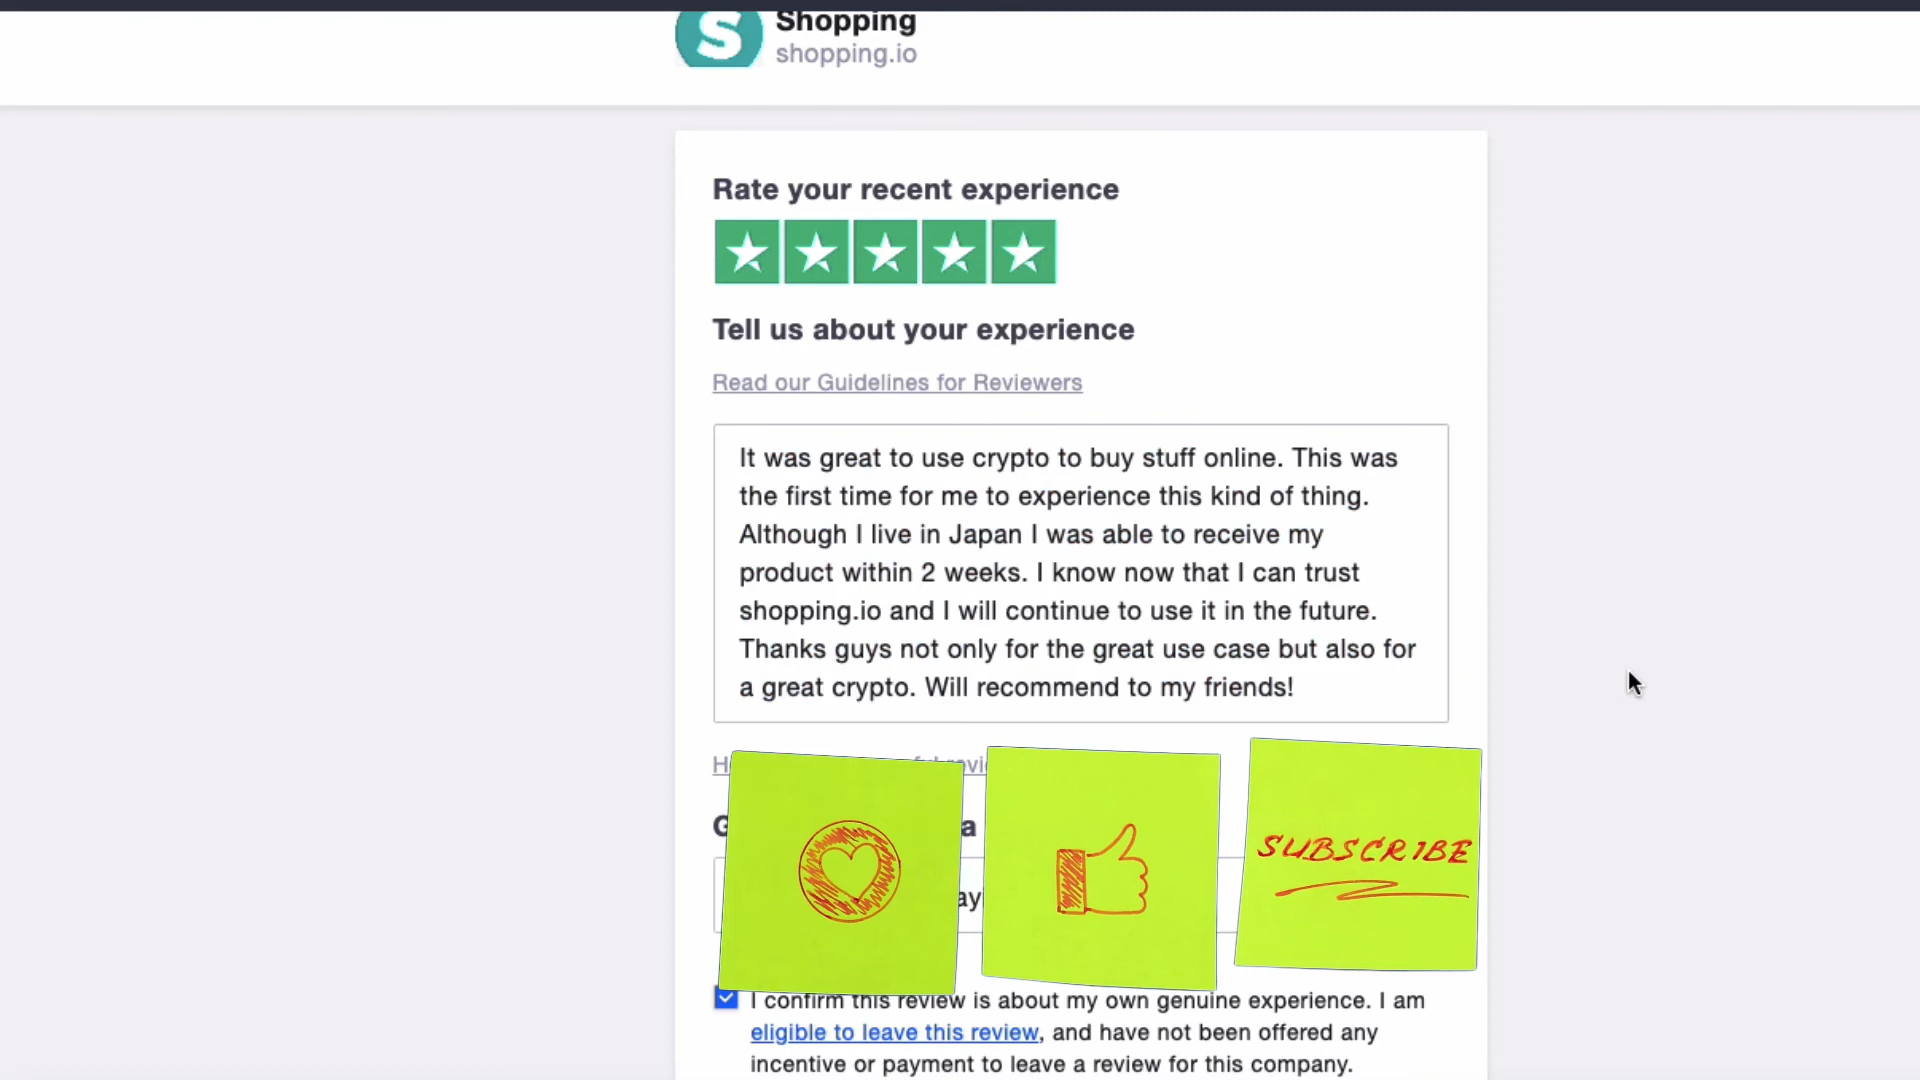 Shopping
shopping.io
Rate your recent experience
Tell us about your experience
Read our Guidelines for Reviewers
It was great to use crypto to buy stuff online. This was
the first time for me to experience this kind of thing.
Although I live in Japan I was able to receive my
product within 2 weeks. I know now that I can trust
shopping.io and I will continue to use it in the future.
Thanks guys not only for the great use case but also for
a great crypto. Will recommend to my friends!
SUBSCRIBE
I confirm this review is about my own genuine experience. I am
eligible to leave this review, and have not been offered any
incentive or payment to leave a review for this company.